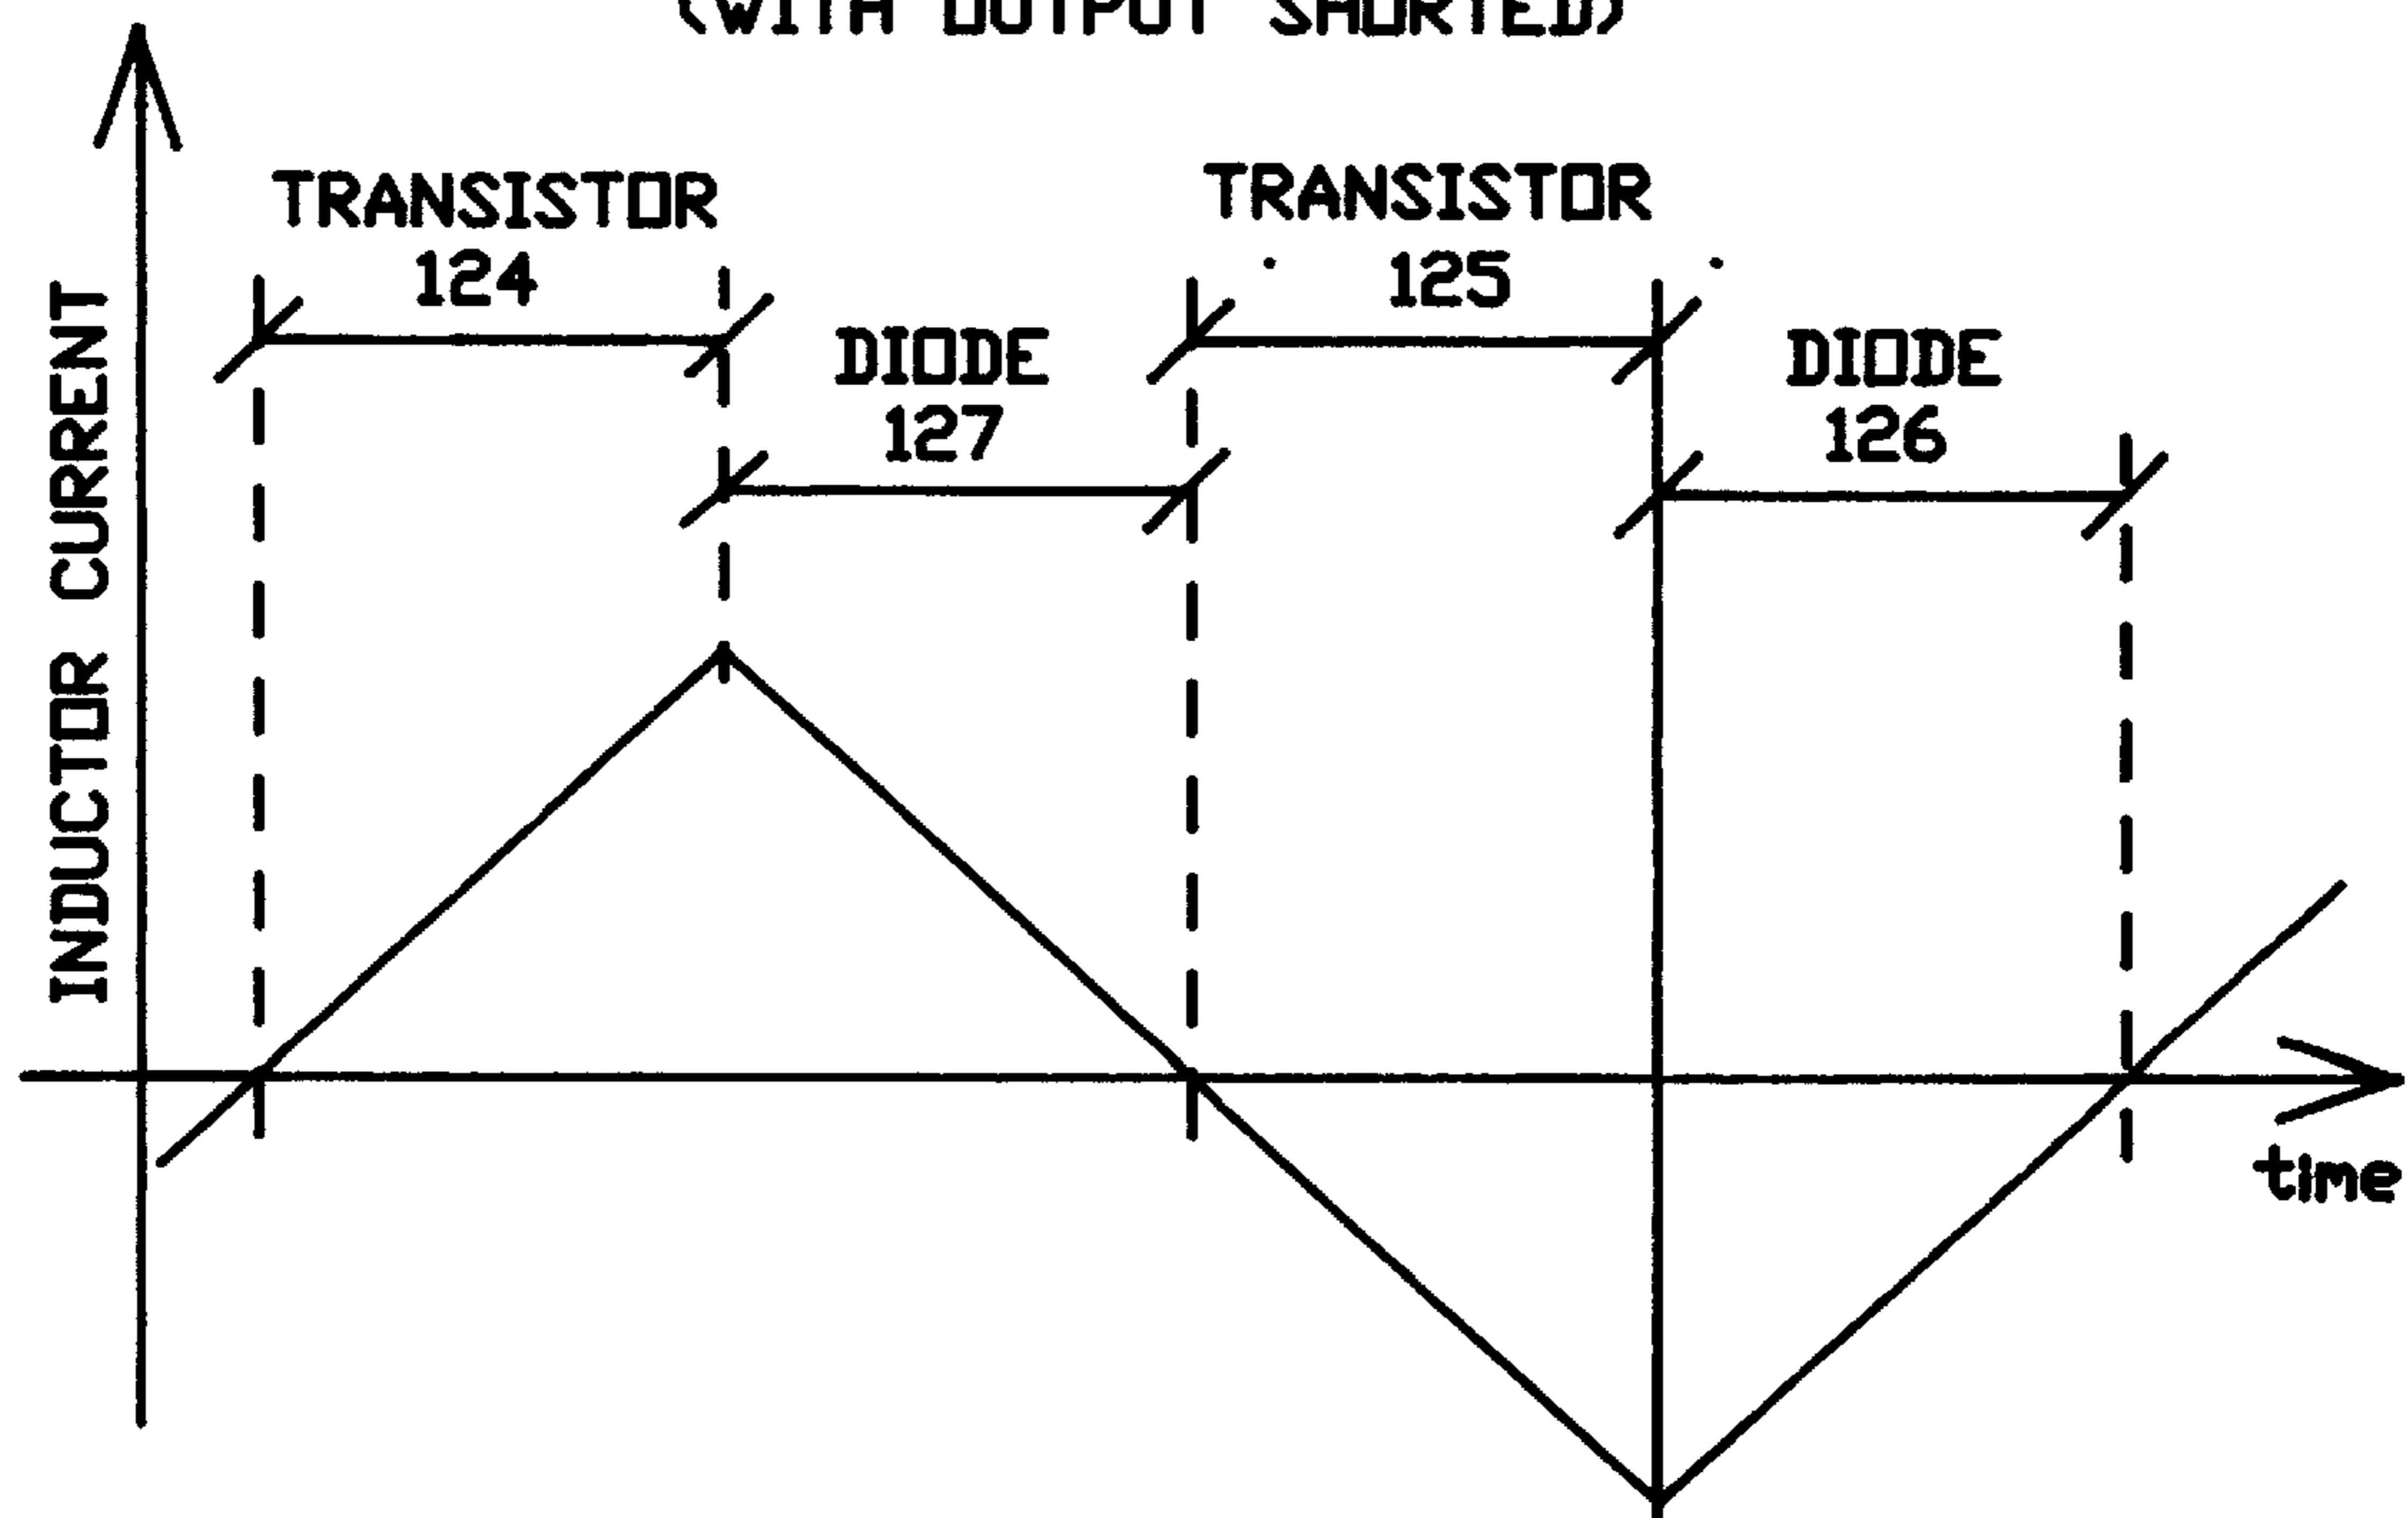 (WITH OUTPUT SHORTED)
TRANSISTOR
124
TRANSISTOR
125
DIODE
127
DIODE
126
INDUCTOR CURRENT
time